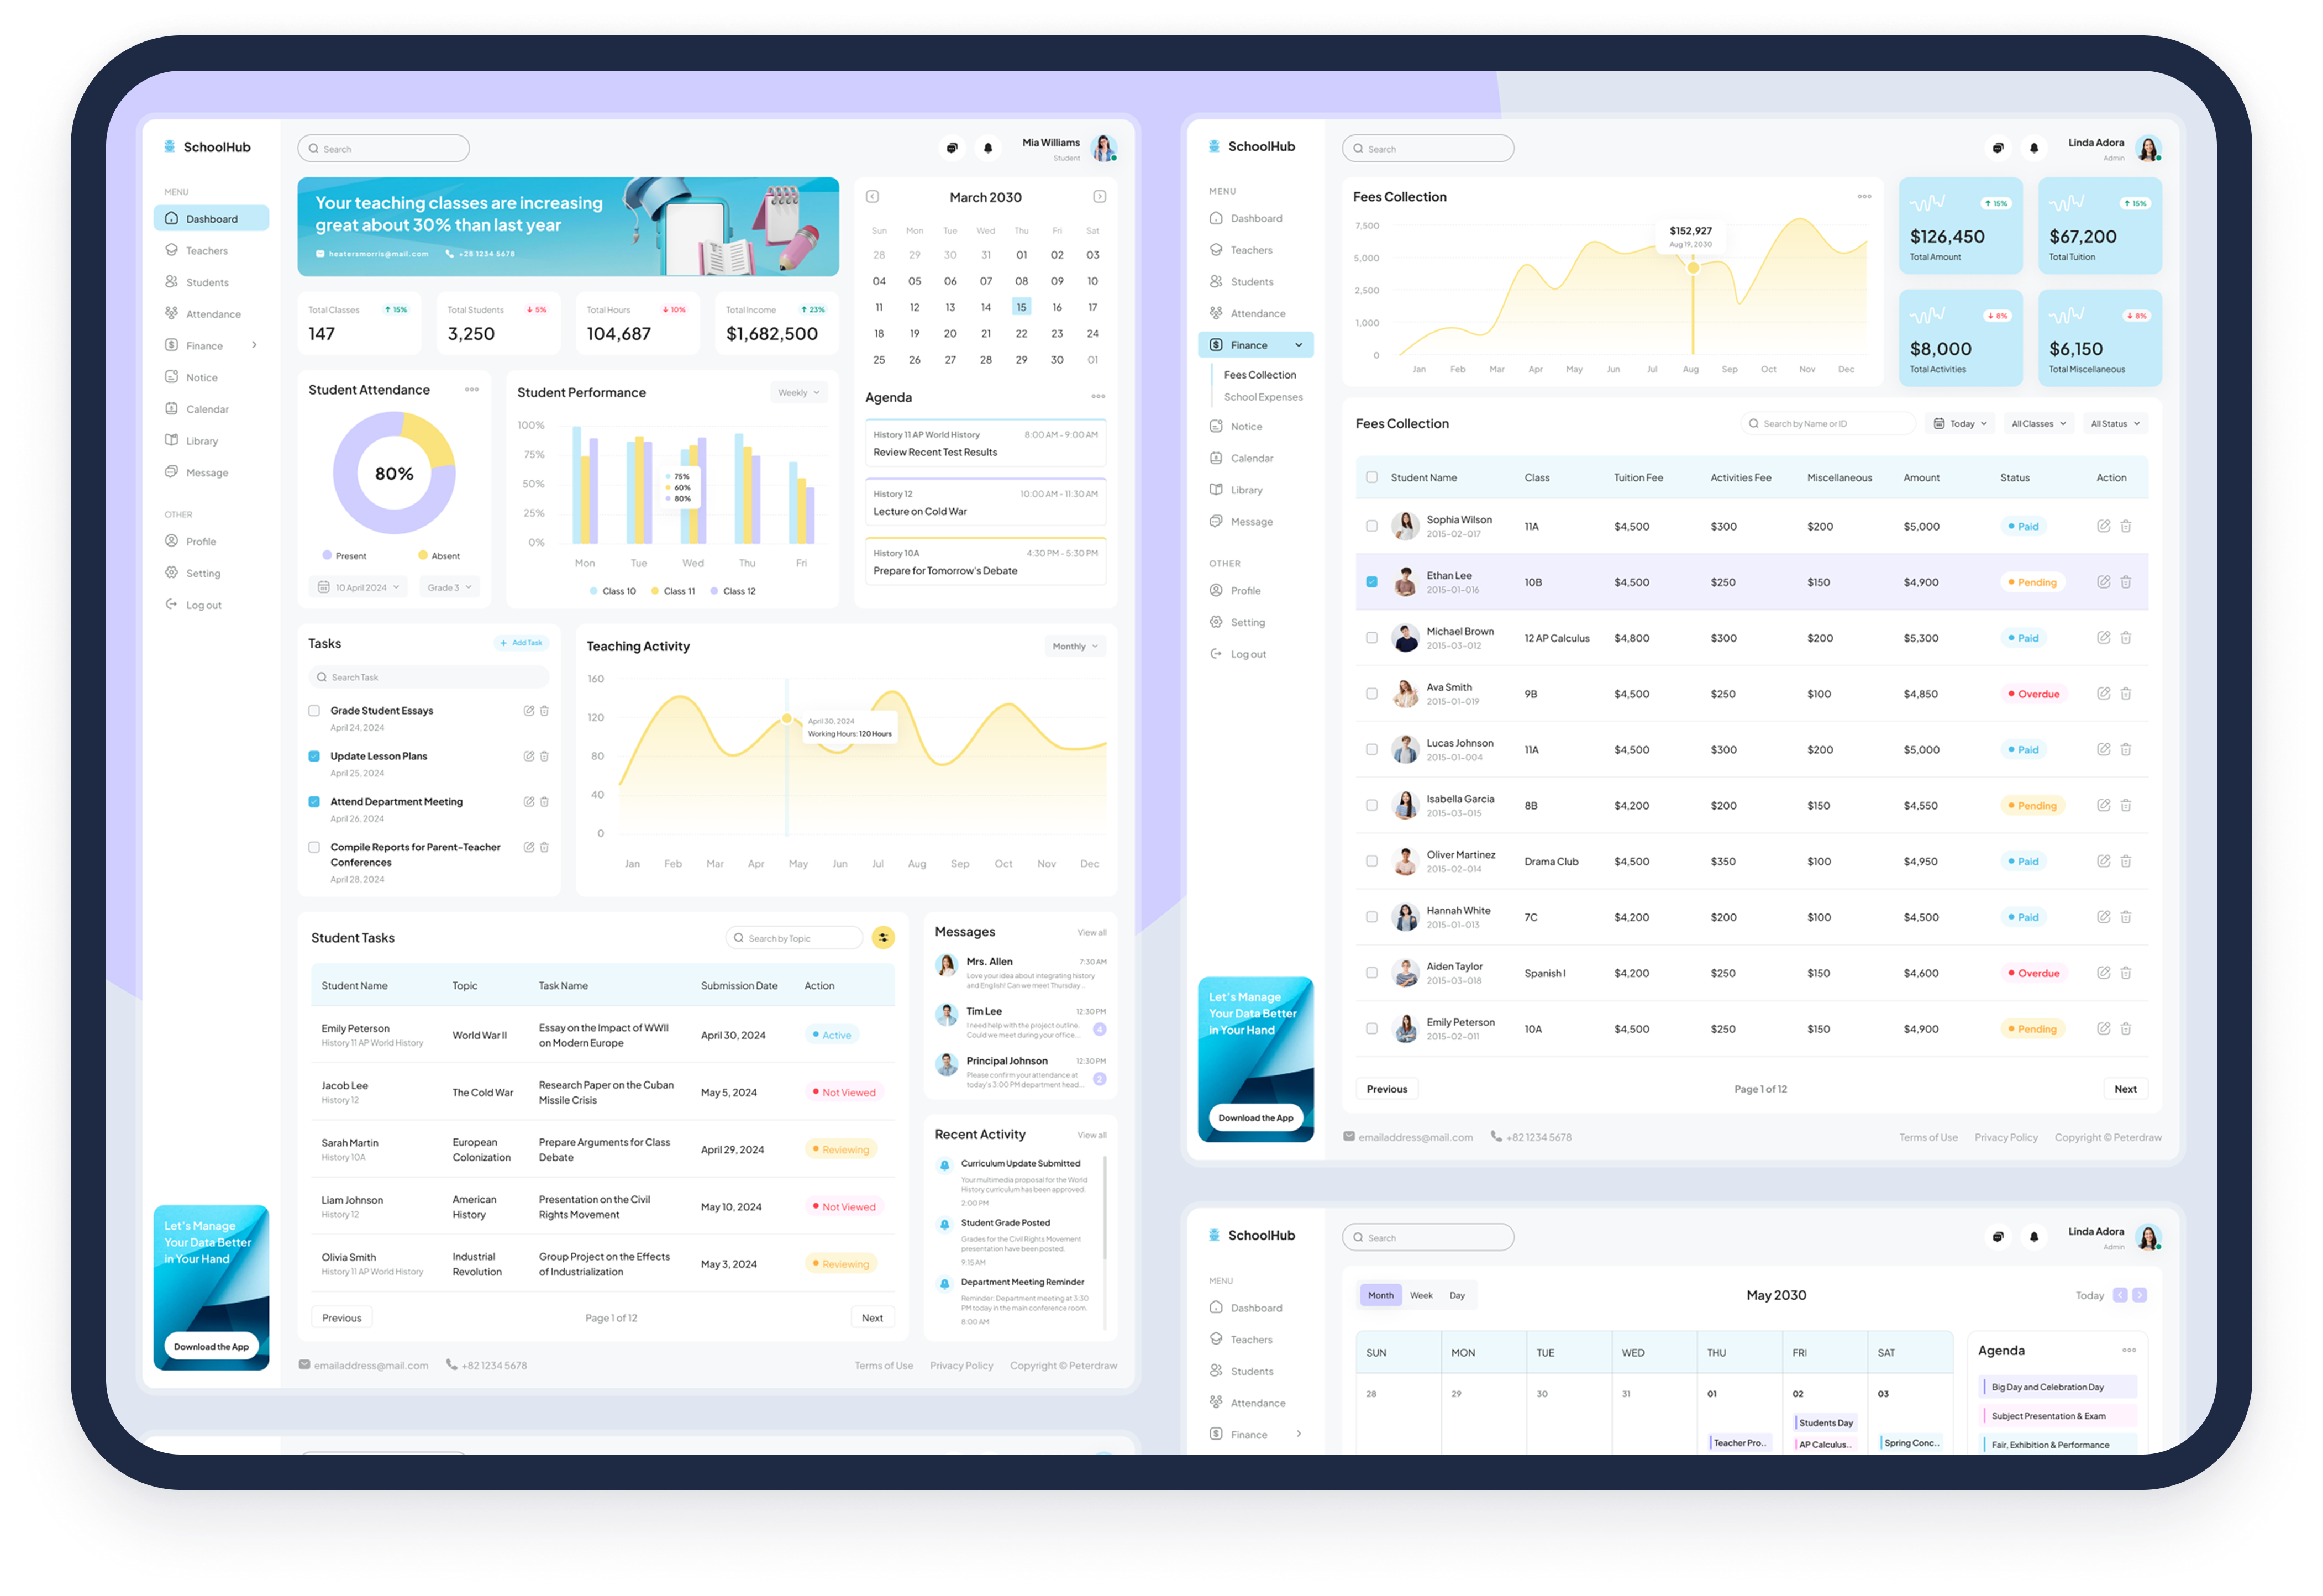 SchoolHub
MENU
Dashboard
Teachers
Students
Attendance
Finance
Notice
Calendar
Library
Message
OTHER
Profile
Setting
Log out
Let's Manage
Your Data Better
in Your Hand
Download the App
Search
Mia Williams
Student
Your teaching classes are increasing
great about 30% than last year
heatersmorris@mail.com +28 1234 5678
Total Classes 15%
147
Total Students 5%
3,250
Total Hours 10%
104,687
Total Income 23%
$1,682,500
March 2030
Sun Mon Tue Wed Thu Fri Sat
28 29 30 31 01 02 03
04 05 06 07 08 09 10
11 12 13 14 15 16 17
18 19 20 21 22 23 24
25 26 27 28 29 30 01
Student Attendance
80%
Present Absent
10 April 2024 Grade 3
Student Performance Weekly
100%
75%
50%
25%
0%
75%
60%
80%
Mon Tue Wed Thu Fri
Class 10 Class 11 Class 12
Agenda
History 11 AP World History 8:00 AM - 9:00 AM
Review Recent Test Results
History 12 10:00 AM - 11:30 AM
Lecture on Cold War
History 10A 4:30 PM - 5:30 PM
Prepare for Tomorrow's Debate
Tasks + Add Task
Search Task
Grade Student Essays
April 24, 2024
Update Lesson Plans
April 25, 2024
Attend Department Meeting
April 26, 2024
Compile Reports for Parent-Teacher
Conferences
April 28, 2024
Teaching Activity Monthly
160
120
80
40
0
April 30, 2024
Working Hours: 120 Hours
Jan Feb Mar Apr May Jun Jul Aug Sep Oct Nov Dec
Student Tasks Search by Topic
Student Name Topic Task Name Submission Date Action
Emily Peterson
History 11 AP World History
World War II
Essay on the Impact of WWII
on Modern Europe
April 30, 2024
Active
Jacob Lee
History 12
The Cold War
Research Paper on the Cuban
Missile Crisis
May 5, 2024
Not Viewed
Sarah Martin
History 10A
European
Colonization
Prepare Arguments for Class
Debate
April 29, 2024
Reviewing
Liam Johnson
History 12
American
History
Presentation on the Civil
Rights Movement
May 10, 2024
Not Viewed
Olivia Smith
History 11 AP World History
Industrial
Revolution
Group Project on the Effects
of Industrialization
May 3, 2024
Reviewing
Previous Page 1 of 12 Next
Messages View all
Mrs. Allen 7:30 AM
Love your idea about integrating history
and English! Can we meet Thursday...
Tim Lee 12:30 PM
I need help with the project outline.
Could we meet during your office... 4
Principal Johnson 12:30 PM
Please confirm your attendance at
today's 3:00 PM department head... 2
Recent Activity View all
Curriculum Update Submitted
Your multimedia proposal for the World
History curriculum has been approved.
2:00 PM
Student Grade Posted
Grades for the Civil Rights Movement
presentation have been posted.
9:15 AM
Department Meeting Reminder
Reminder: Department meeting at 3:30
PM today in the main conference room.
8:00 AM
emailaddress@mail.com +82 1234 5678 Terms of Use Privacy Policy Copyright © Peterdraw
SchoolHub
MENU
Dashboard
Teachers
Students
Attendance
Finance
Fees Collection
School Expenses
Notice
Calendar
Library
Message
OTHER
Profile
Setting
Log out
Let's Manage
Your Data Better
in Your Hand
Download the App
Search
Linda Adora
Admin
Fees Collection
7,500
5,000
2,500
1,000
0
$152,927
Aug 19, 2030
Jan Feb Mar Apr May Jun Jul Aug Sep Oct Nov Dec
15%
$126,450
Total Amount
15%
$67,200
Total Tuition
8%
$8,000
Total Activities
8%
$6,150
Total Miscellaneous
Fees Collection Search by Name or ID Today All Classes All Status
Student Name Class Tuition Fee Activities Fee Miscellaneous Amount Status Action
Sophia Wilson
2015-02-017
11A $4,500 $300 $200 $5,000 Paid
Ethan Lee
2015-01-016
10B $4,500 $250 $150 $4,900 Pending
Michael Brown
2015-03-012
12 AP Calculus $4,800 $300 $200 $5,300 Paid
Ava Smith
2015-01-019
9B $4,500 $250 $100 $4,850 Overdue
Lucas Johnson
2015-01-004
11A $4,500 $300 $200 $5,000 Paid
Isabella Garcia
2015-03-015
8B $4,200 $200 $150 $4,550 Pending
Oliver Martinez
2015-02-014
Drama Club $4,500 $350 $100 $4,950 Paid
Hannah White
2015-01-013
7C $4,200 $200 $100 $4,500 Paid
Aiden Taylor
2015-03-018
Spanish I $4,200 $250 $150 $4,600 Overdue
Emily Peterson
2015-02-011
10A $4,500 $250 $150 $4,900 Pending
Previous Page 1 of 12 Next
emailaddress@mail.com +82 1234 5678 Terms of Use Privacy Policy Copyright © Peterdraw
SchoolHub
MENU
Dashboard
Teachers
Students
Attendance
Finance
Search
Linda Adora
Admin
Month Week Day May 2030 Today
SUN MON TUE WED THU FRI SAT
28 29 30 31 01 02 03
Students Day
Teacher Pro.. AP Calculus.. Spring Conc..
Agenda
Big Day and Celebration Day
Subject Presentation & Exam
Fair, Exhibition & Performance